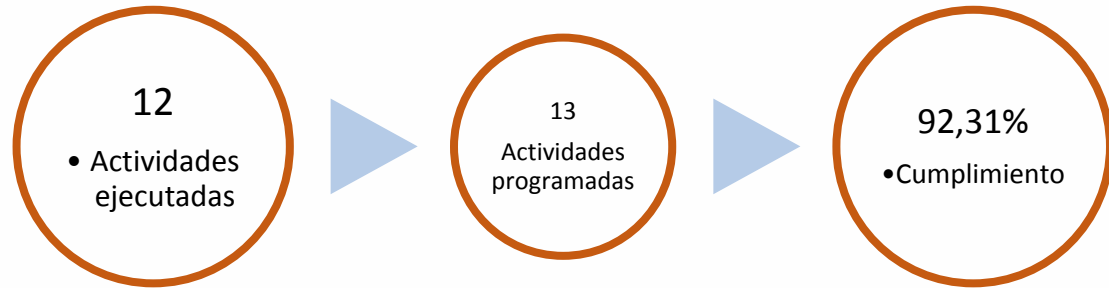 12
• Actividades
ejecutadas
13
Actividades
programadas
92,31%
•Cumplimiento